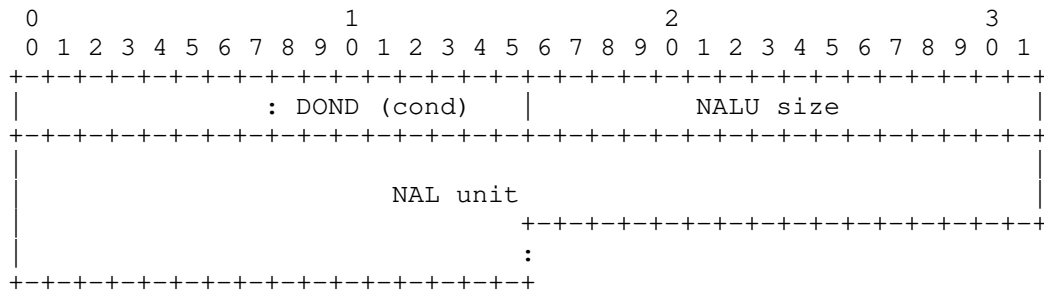 0 1 2 3
0 1 2 3 4 5 6 7 8 9 0 1 2 3 4 5 6 7 8 9 0 1 2 3 4 5 6 7 8 9 0 1
+-+-+-+-+-+-+-+-+-+-+-+-+-+-+-+-+-+-+-+-+-+-+-+-+-+-+-+-+-+-+-+-+
| : DOND (cond) | NALU size |
+-+-+-+-+-+-+-+-+-+-+-+-+-+-+-+-+-+-+-+-+-+-+-+-+-+-+-+-+-+-+-+-+
| |
| NAL unit |
| +-+-+-+-+-+-+-+-+-+-+-+-+-+-+-+-+
| :
+-+-+-+-+-+-+-+-+-+-+-+-+-+-+-+-+